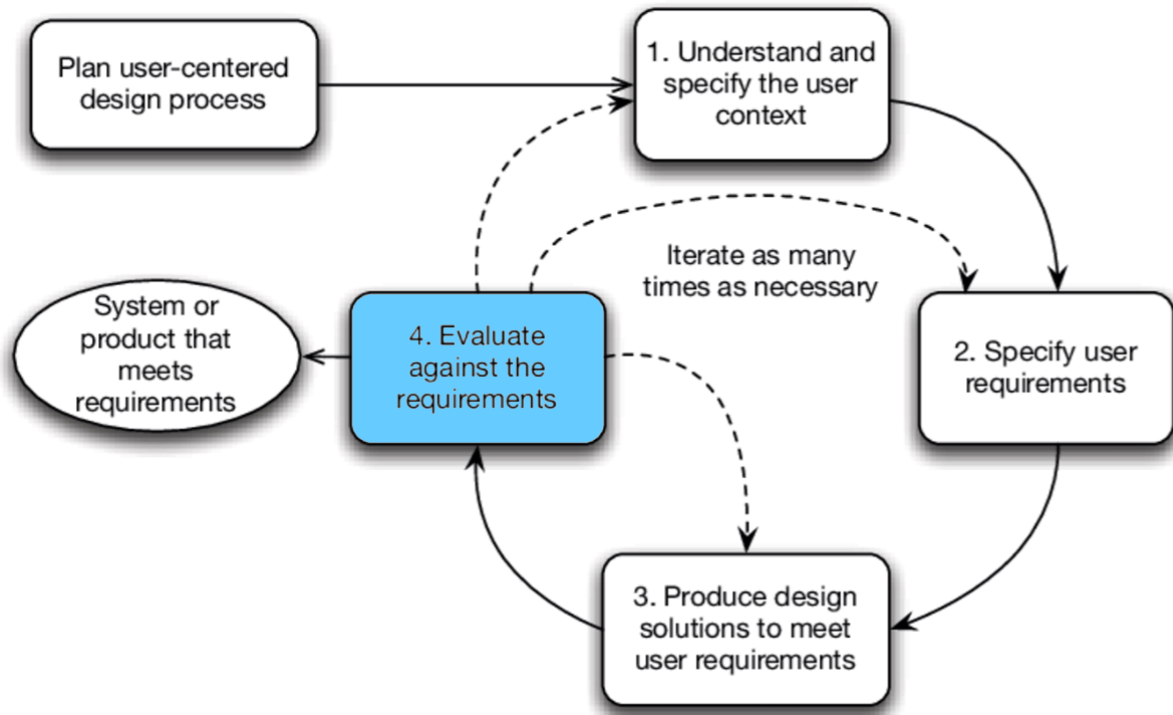 Plan user-centered
design process
1. Understand and
specify the user
context
Iterate as many
times as necessary
System or
product that
meets
requirements
4. Evaluate
against the
requirements
2. Specify user
requirements
3. Produce design
solutions to meet
user requirements